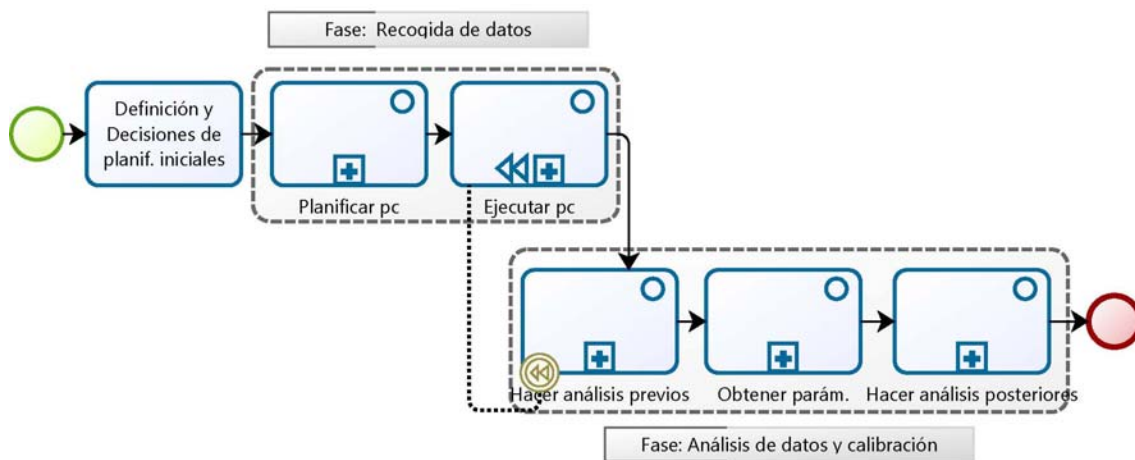 Fase: Recogida de datos
Definición y
Decisiones de
planif. iniciales
Planificar pc
Ejecutar pc
Hacer análisis previos
Obtener parám.
Hacer análisis posteriores
Fase: Análisis de datos y calibración